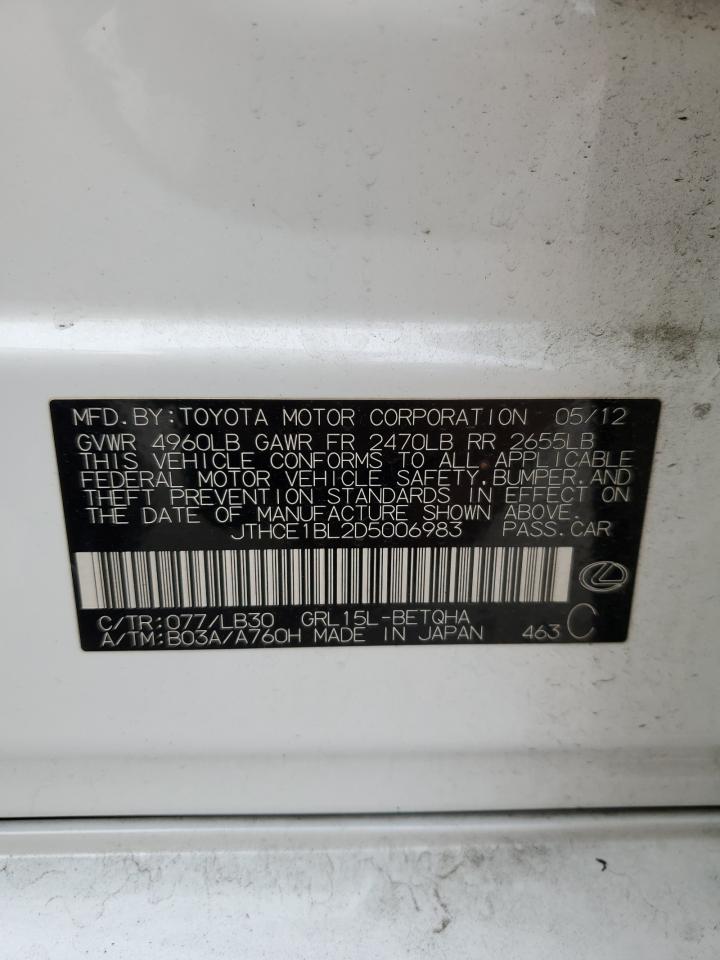 MFD. BY: TOYOTA MOTOR CORPORATION 05/12
GVWR 4960LB GAWR FR 2470LB RR 2655LB
THIS VEHICLE CONFORMS TO ALL APPLICABLE
FEDERAL MOTOR VEHICLE SAFETY, BUMPER, AND
THEFT PREVENTION STANDARDS IN EFFECT ON
THE DATE OF MANUFACTURE SHOWN ABOVE.
JTHCE1BL2D5006983 PASS. CAR
C/TR: 077/LB30 GRL15L-BETQHA
A/TM: B03A/A760H MADE IN JAPAN 463 C